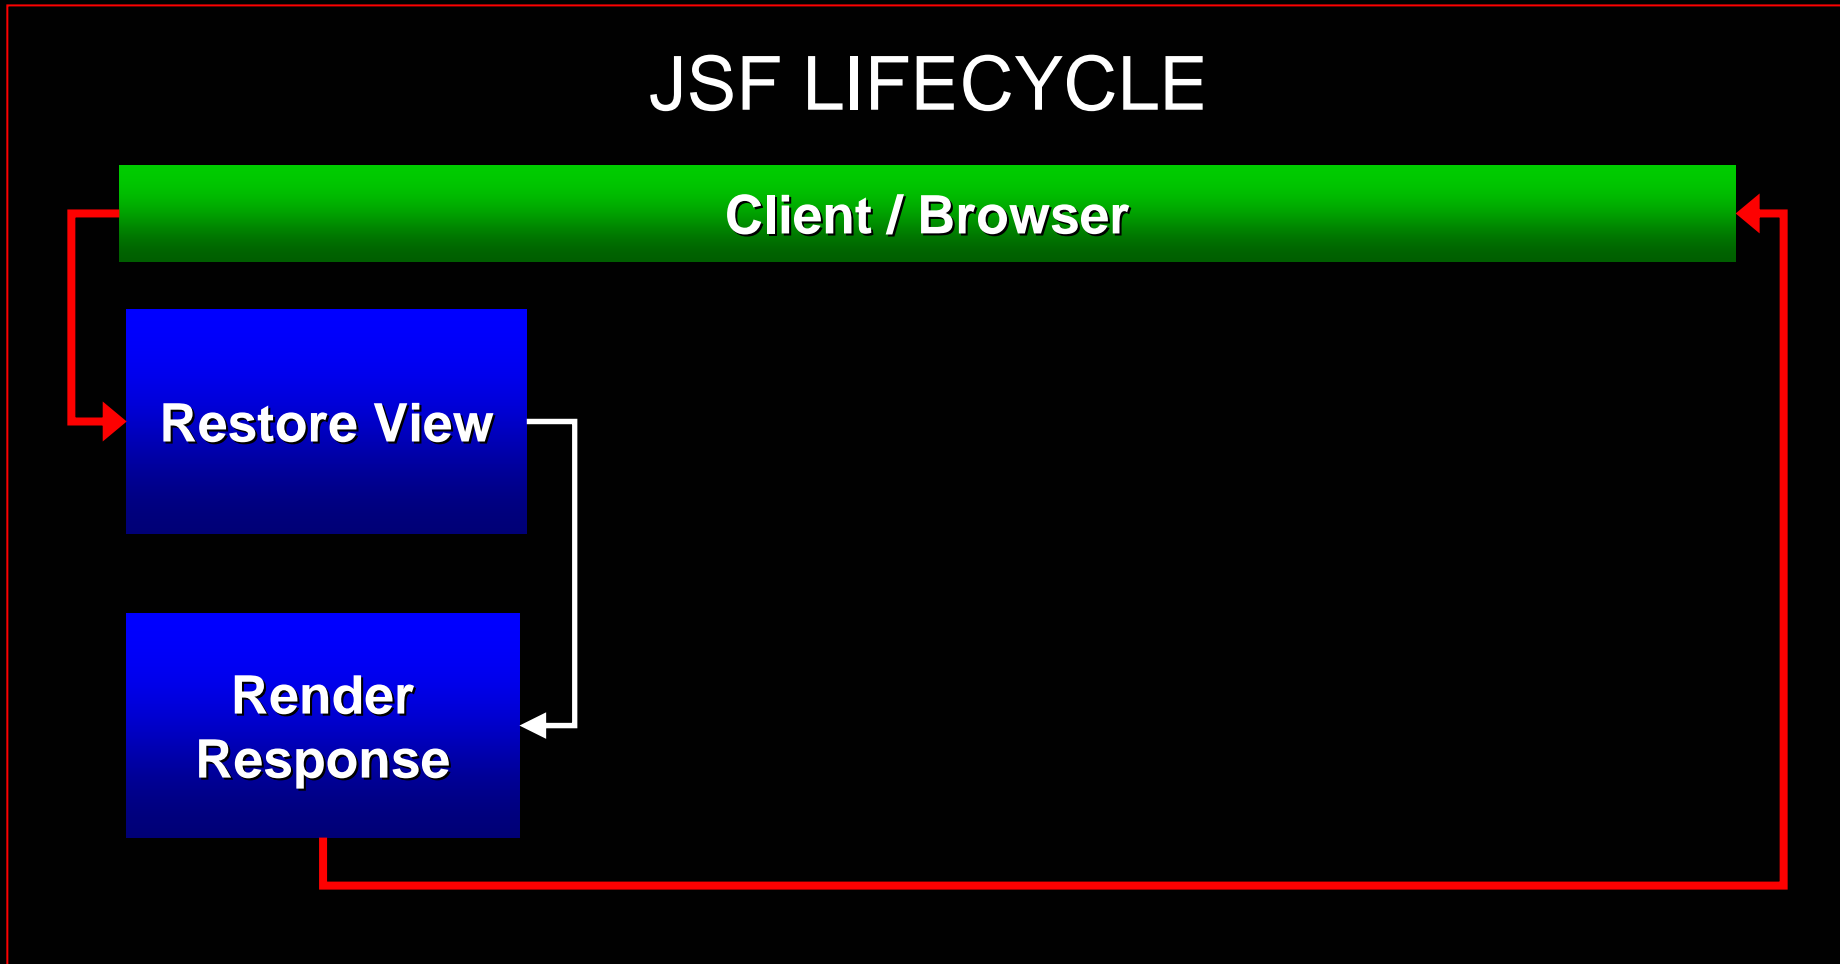 JSF LIFECYCLE
Client / Browser
Restore View
Render
Response